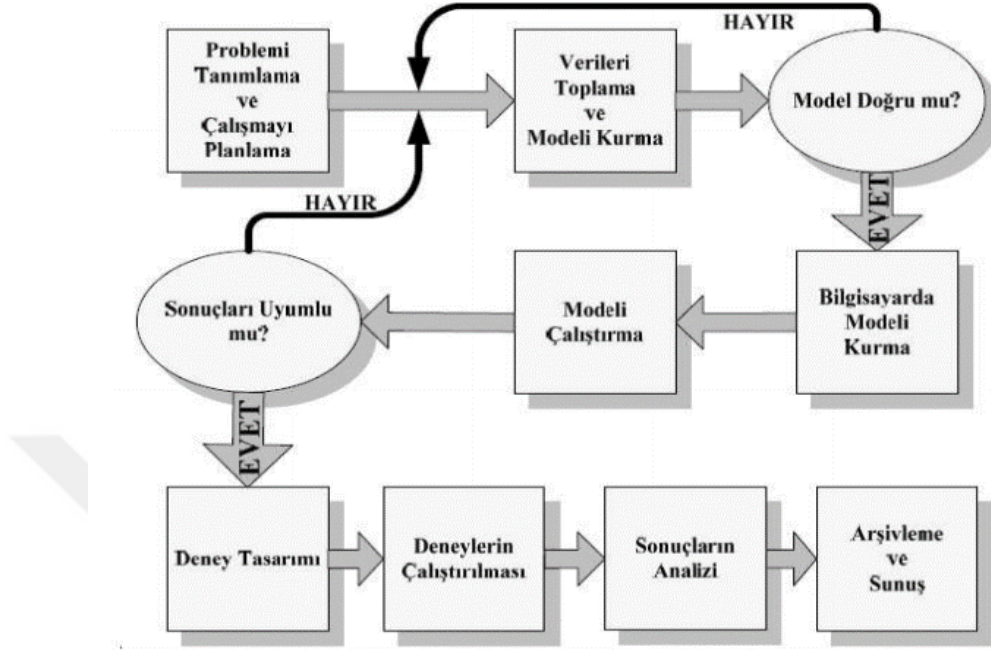 HAYIR
Problemi
Tanımlama
ve
Çalışmayı
Planlama
Verileri
Toplama
ve
Modeli Kurma
Model Doğru mu?
EVET
HAYIR
Bilgisayarda
Modeli
Kurma
Modeli
Çalıştırma
Sonuçları Uyumlu
mu?
EVET
Deney Tasarımı
Deneylerin
Çalıştırılması
Sonuçların
Analizi
Arşivleme
ve
Sunuş